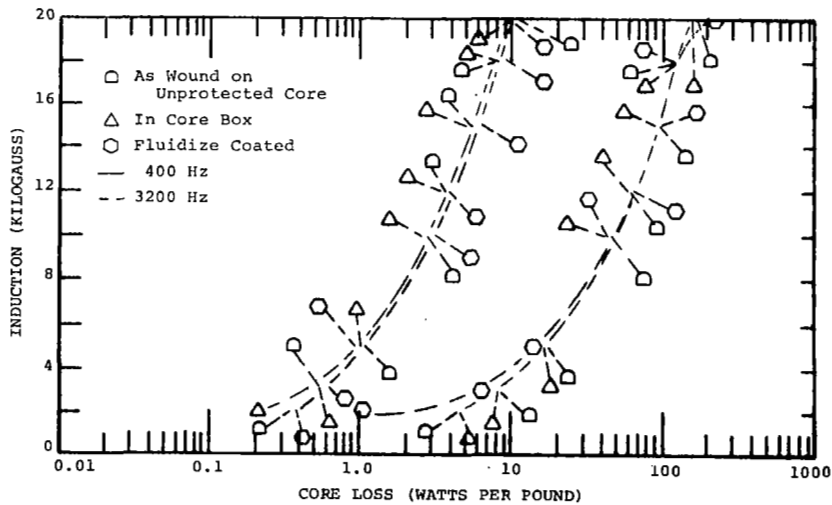 20
16
12
8
4
0
INDUCTION (KILOGAUSS)
As Wound on
Unprotected Core
In Core Box
Fluidize Coated
400 Hz
3200 Hz
0.01 0.1 1.0 10 100 1000
CORE LOSS (WATTS PER POUND)